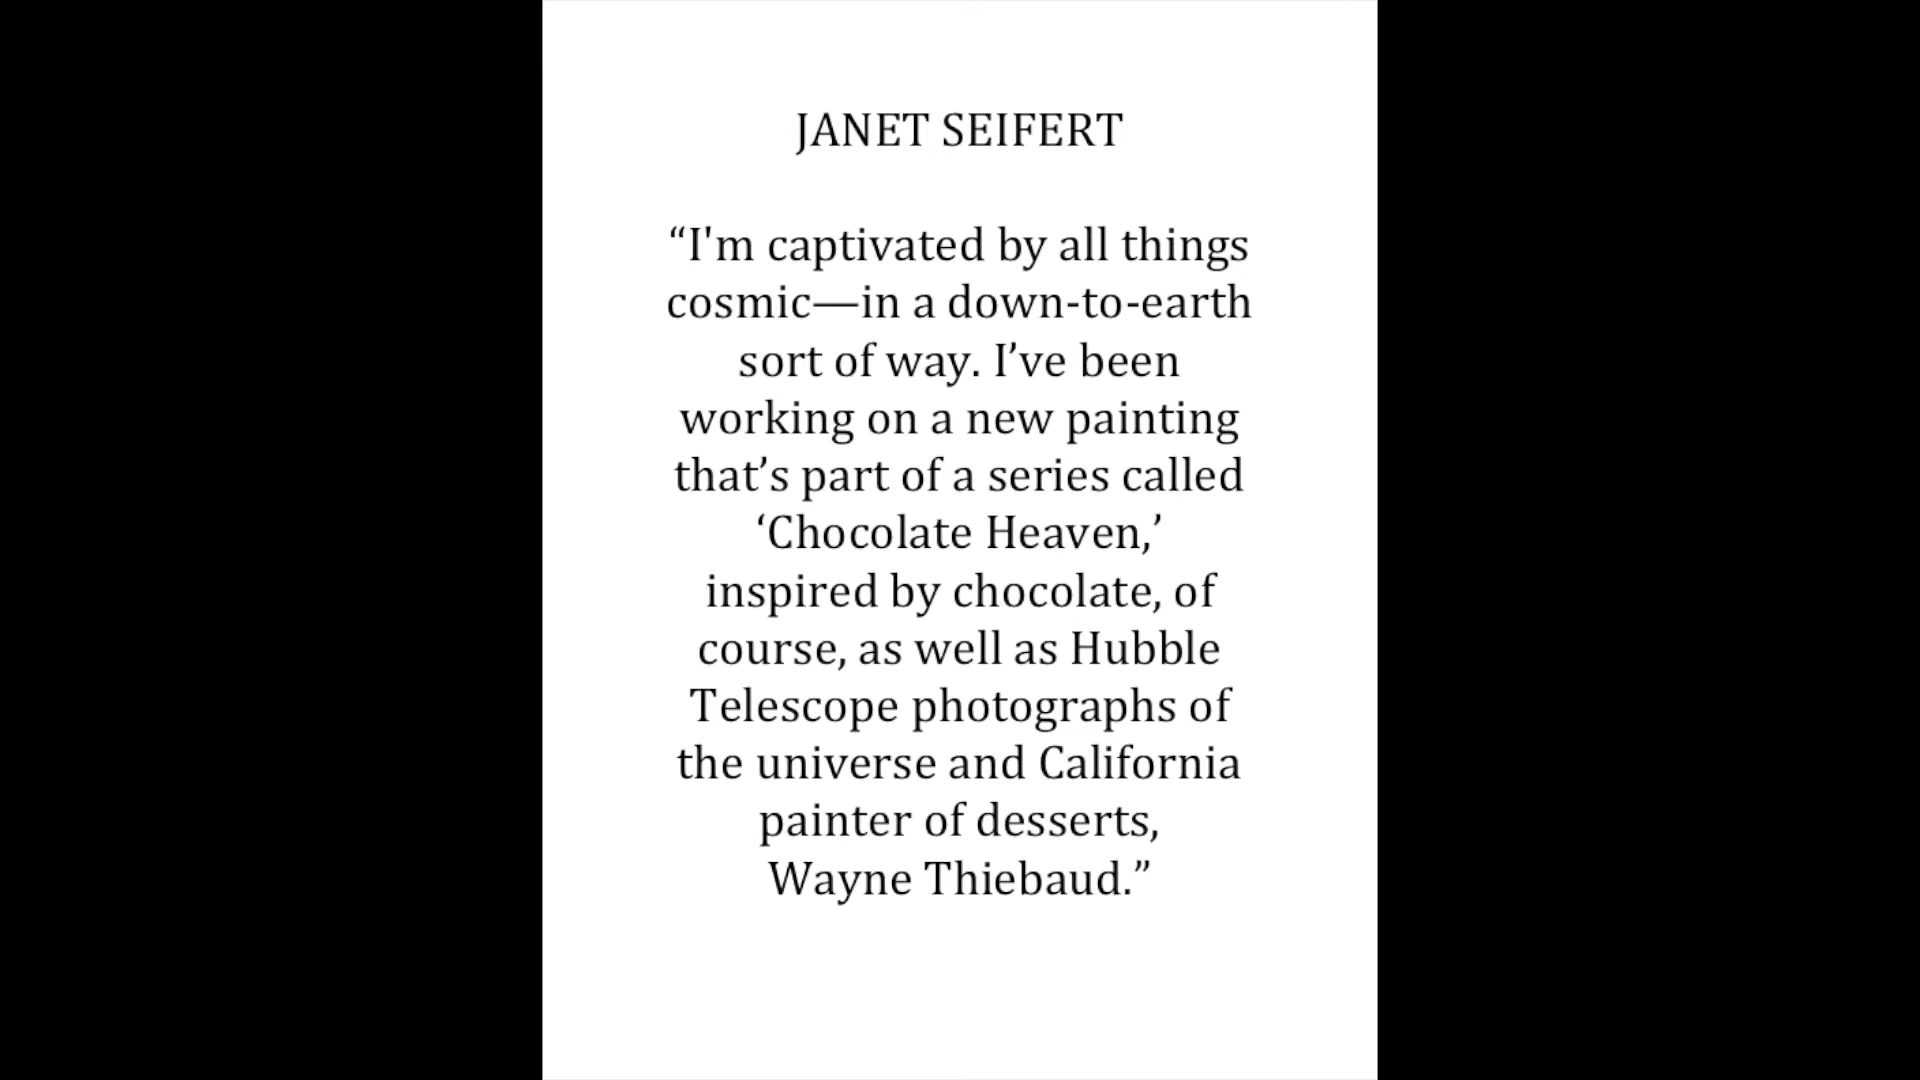 JANET SEIFERT
“I'm captivated by all things
cosmic—in a down-to-earth
sort of way. I’ve been
working on a new painting
that’s part of a series called
‘Chocolate Heaven,’
inspired by chocolate, of
course, as well as Hubble
Telescope photographs of
the universe and California
painter of desserts,
Wayne Thiebaud.”